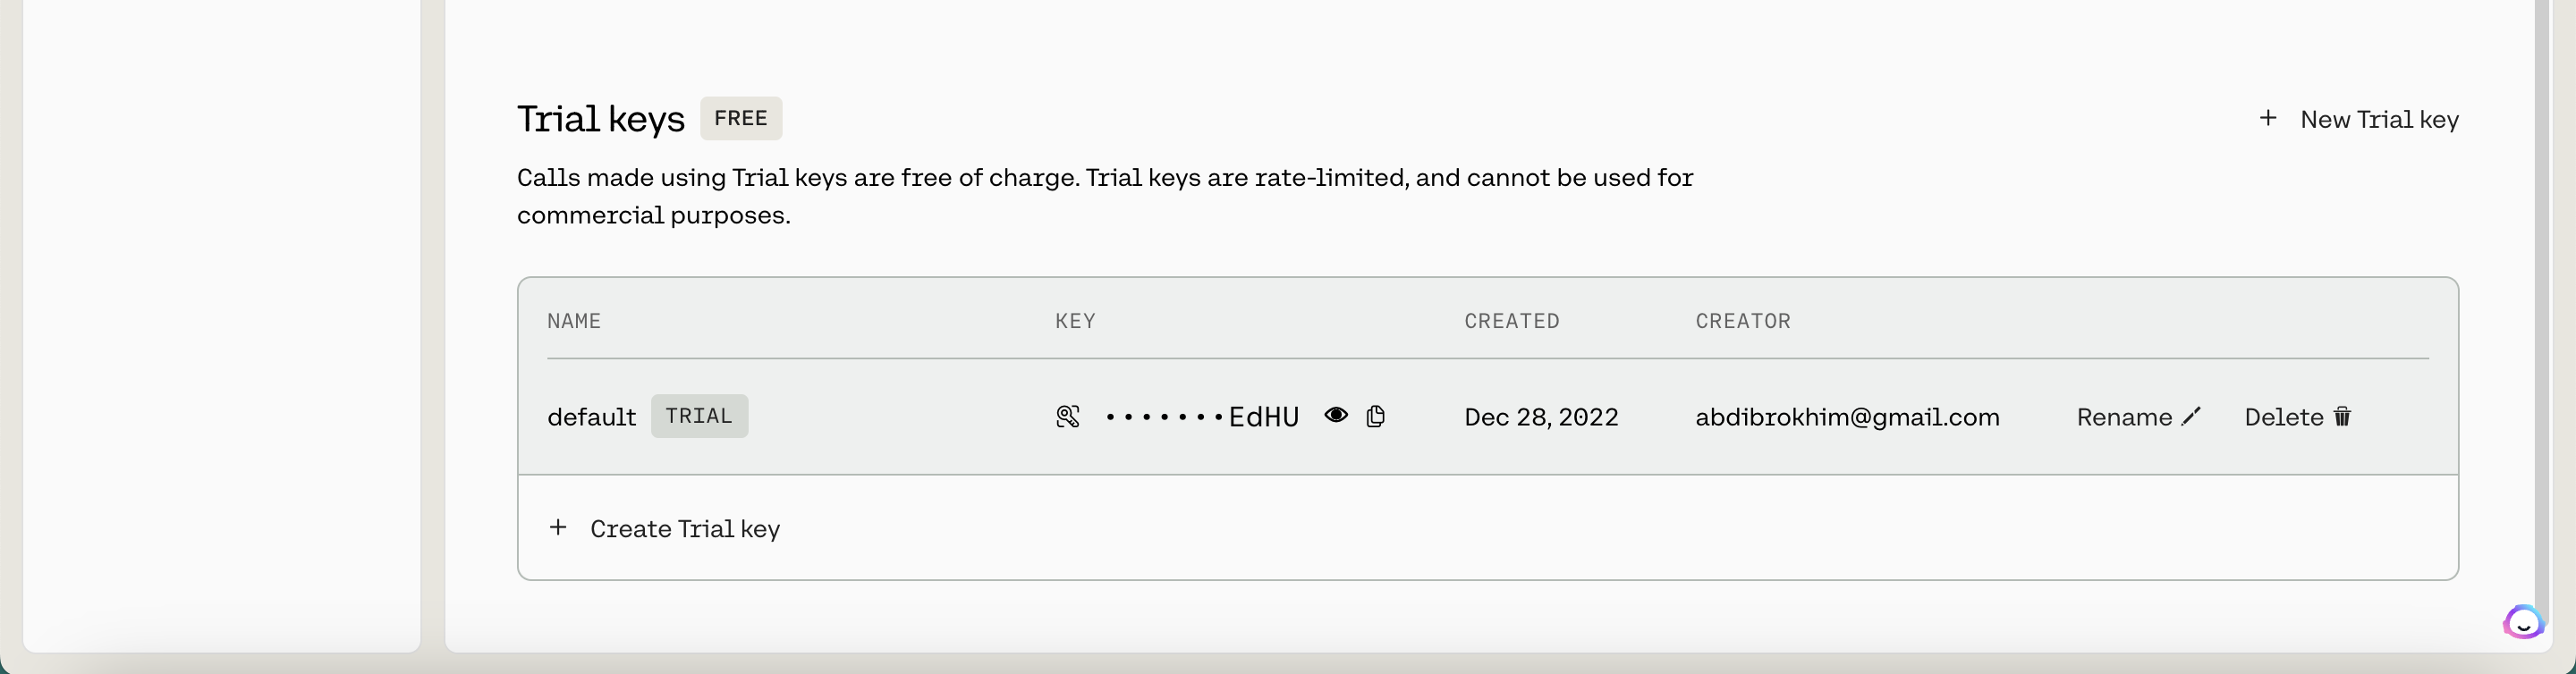 Trial keys FREE
+ New Trial key
Calls made using Trial keys are free of charge. Trial keys are rate-limited, and cannot be used for
commercial purposes.
NAME KEY CREATED CREATOR
default TRIAL •••••••EdHU Dec 28, 2022 abdibrokhim@gmail.com Rename Delete
+ Create Trial key